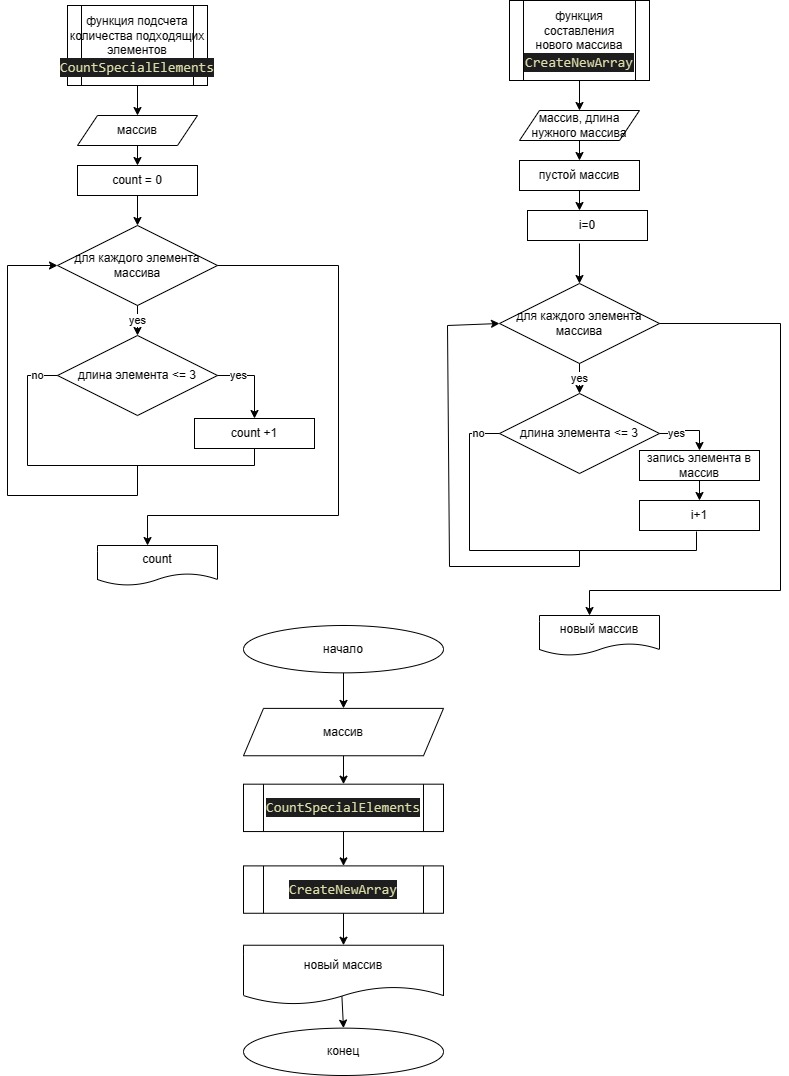 функция подсчета
количества подходящих
элементов
CountSpecialElements
массив
count = 0
для каждого элемента
массива
yes
no
длина элемента <= 3
yes
count +1
count
функция
составления
нового массива
CreateNewArray
массив, длина
нужного массива
пустой массив
i=0
для каждого элемента
массива
yes
no
длина элемента <= 3
yes
запись элемента в
массив
i+1
новый массив
начало
массив
CountSpecialElements
CreateNewArray
новый массив
конец